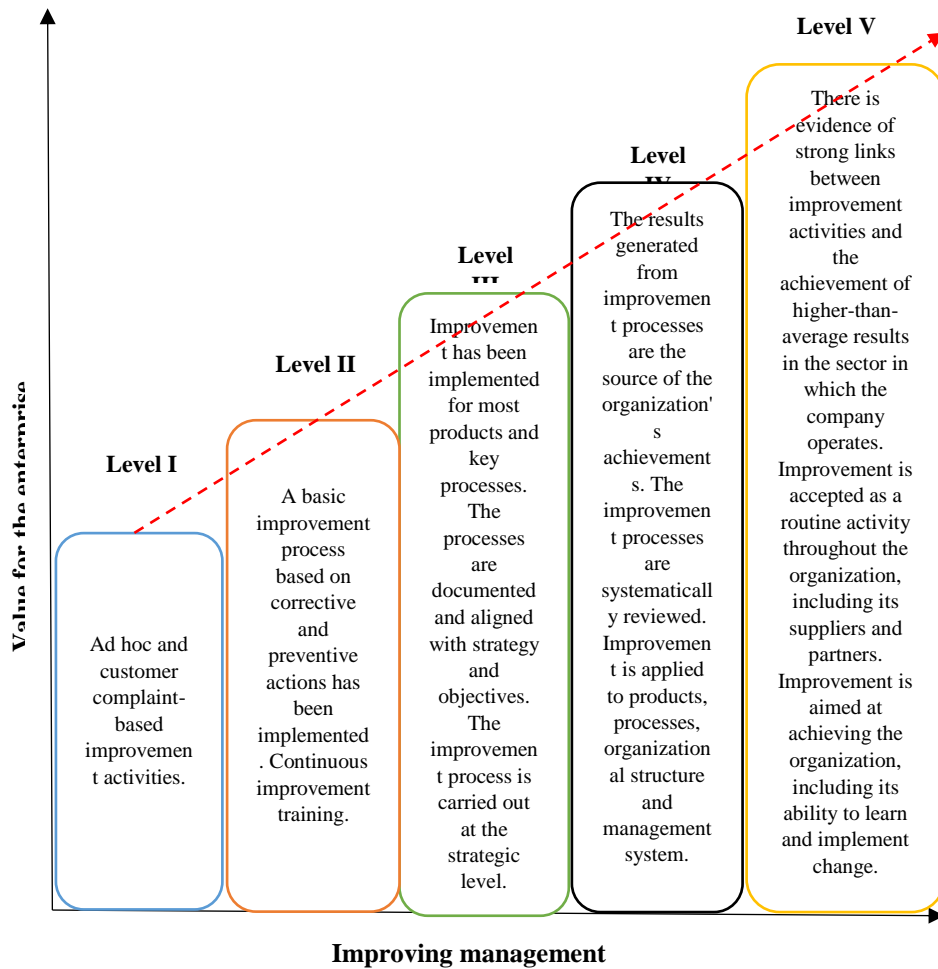 Level V
Level
IV
Level
III
Level II
Level I
Value for the enterprise
Ad hoc and
customer
complaint-
based
improvemen
t activities.
A basic
improvement
process
based on
corrective
and
preventive
actions has
been
implemented
. Continuous
improvement
training.
Improvemen
t has been
implemented
for most
products and
key
processes.
The
processes
are
documented
and aligned
with strategy
and
objectives.
The
improvemen
t process is
carried out
at the
strategic
level.
The results
generated
from
improvemen
t processes
are the
source of the
organization'
s
achievement
s. The
improvemen
t processes
are
systematicall
y reviewed.
Improvemen
t is applied
to products,
processes,
organization
al structure
and
management
system.
There is
evidence of
strong links
between
improvement
activities and
the
achievement of
higher-than-
average results
in the sector in
which the
company
operates.
Improvement is
accepted as a
routine activity
throughout the
organization,
including its
suppliers and
partners.
Improvement is
aimed at
achieving the
organization,
including its
ability to learn
and implement
change.
Improving management